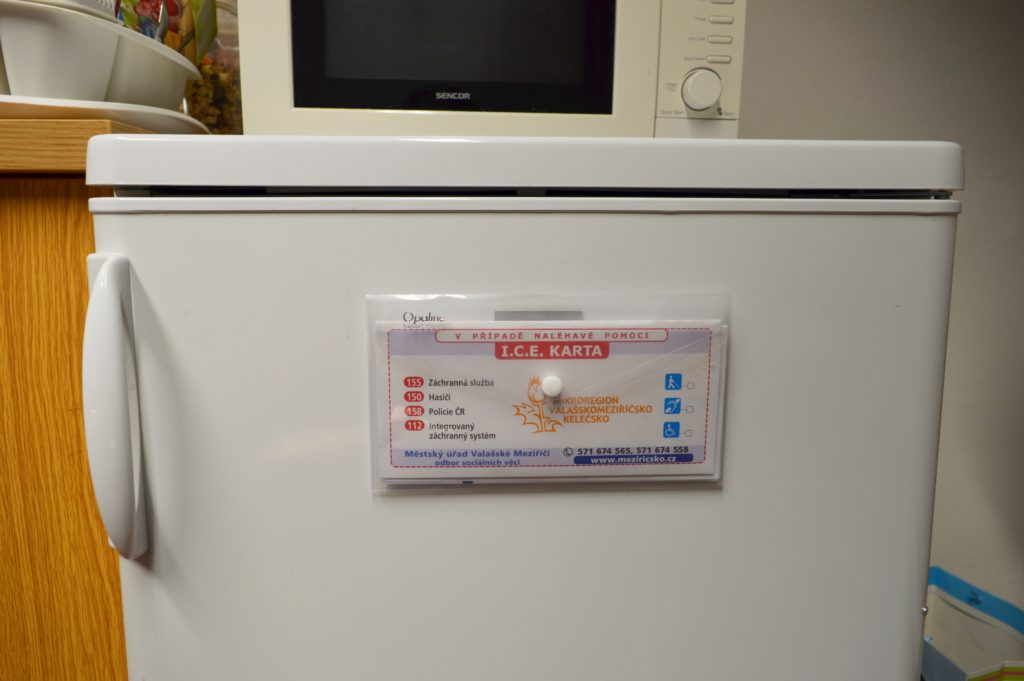 SENCOR
Opaline
V PŘÍPADĚ NALÉHAVÉ POMOCI
I.C.E. KARTA
155 Záchranná služba
150 Hasiči
158 Policie ČR
112 Integrovaný
záchranný systém
MIKROREGION
VALAŠSKOMEZIŘÍČSKO
KELEČSKO
Městský úřad Valašské Meziříčí
odbor sociálních věcí
571 674 565, 571 674 558
www.meziricsko.cz